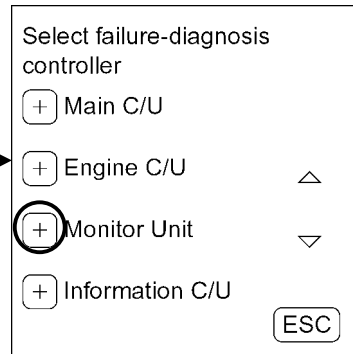 Select failure-diagnosis
controller
+ Main C/U
+ Engine C/U
+ Monitor Unit
+ Information C/U
ESC